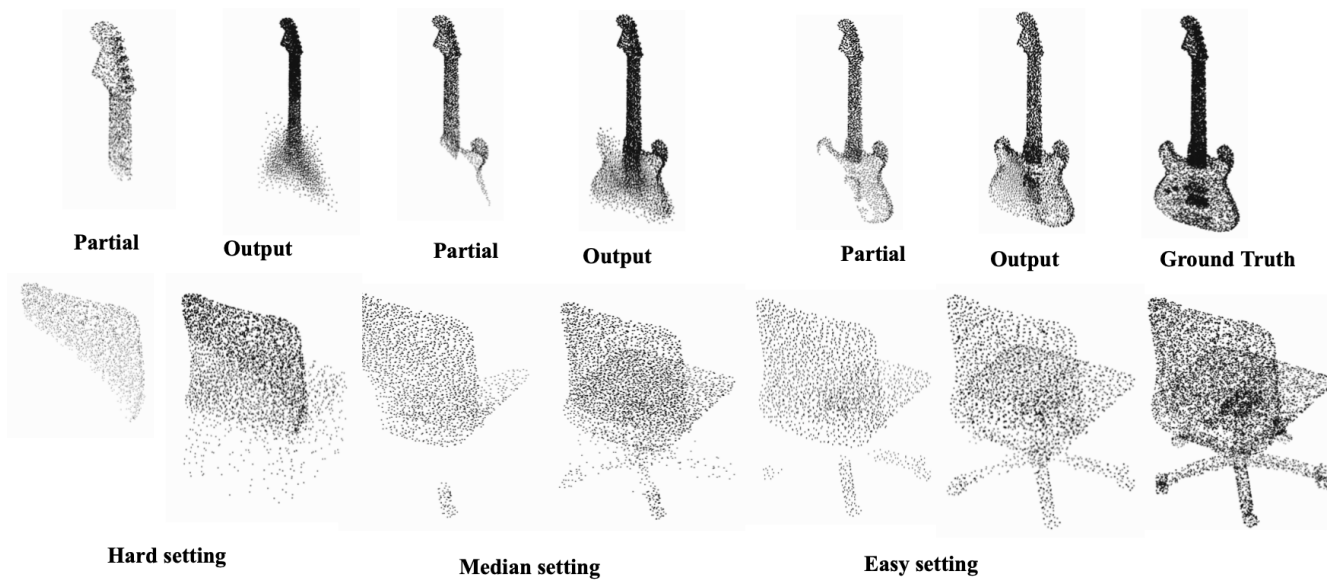 Partial
Output
Partial
Output
Partial
Output
Ground Truth
Hard setting
Median setting
Easy setting